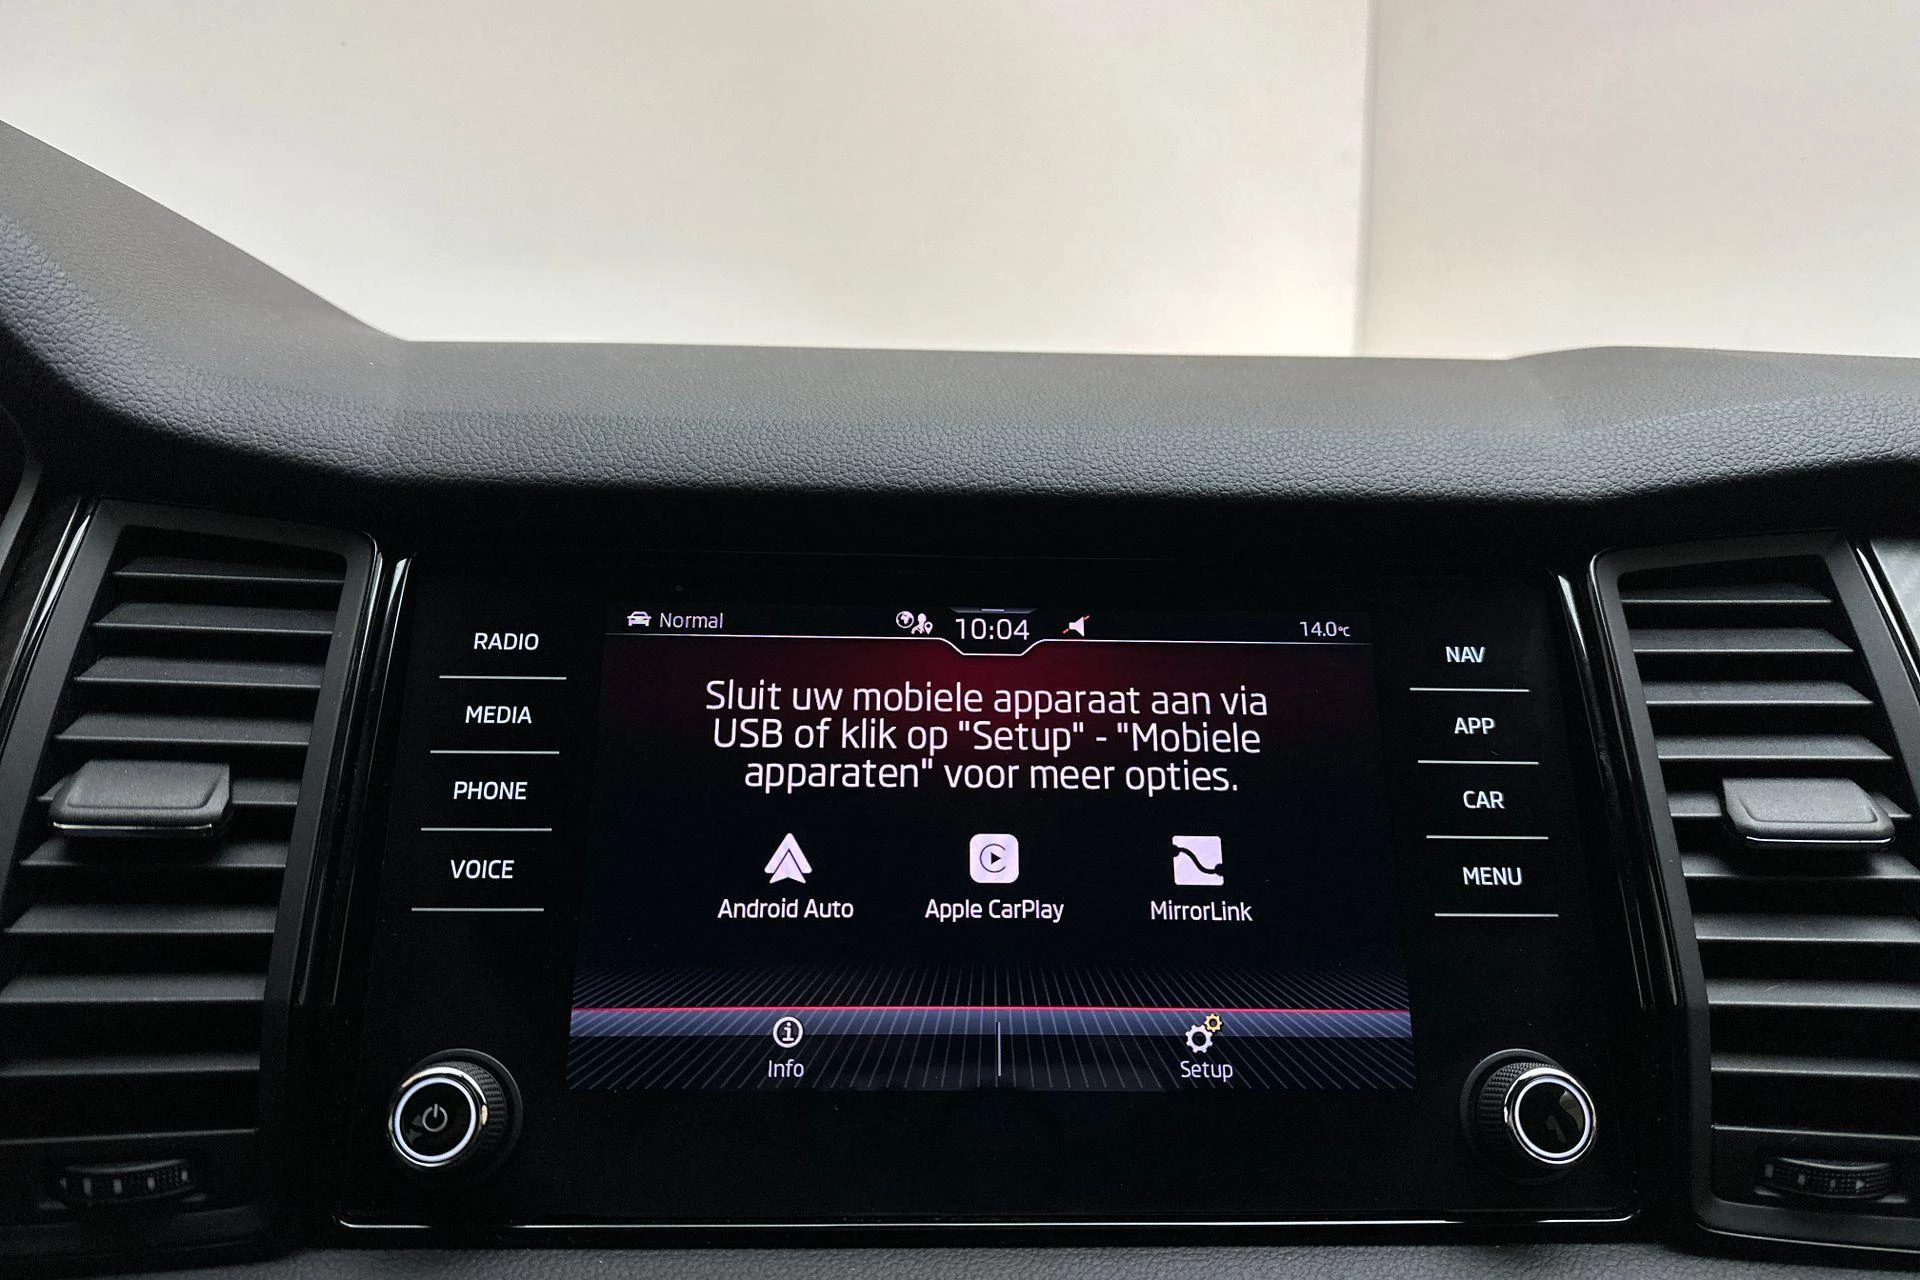 Normal
10:04
14.0°C
RADIO
MEDIA
PHONE
VOICE
Sluit uw mobiele apparaat aan via
USB of klik op "Setup" - "Mobiele
apparaten" voor meer opties.
Android Auto
Apple CarPlay
MirrorLink
Info
Setup
NAV
APP
CAR
MENU